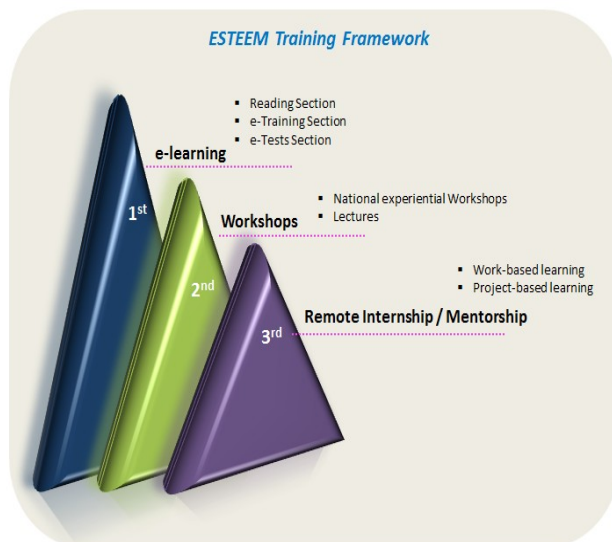 ESTEEM Training Framework
▪ Reading Section
▪ e-Training Section
▪ e-Tests Section
e-learning
1st
▪ National experiential Workshops
▪ Lectures
Workshops
2nd
▪ Work-based learning
▪ Project-based learning
Remote Internship / Mentorship
3rd